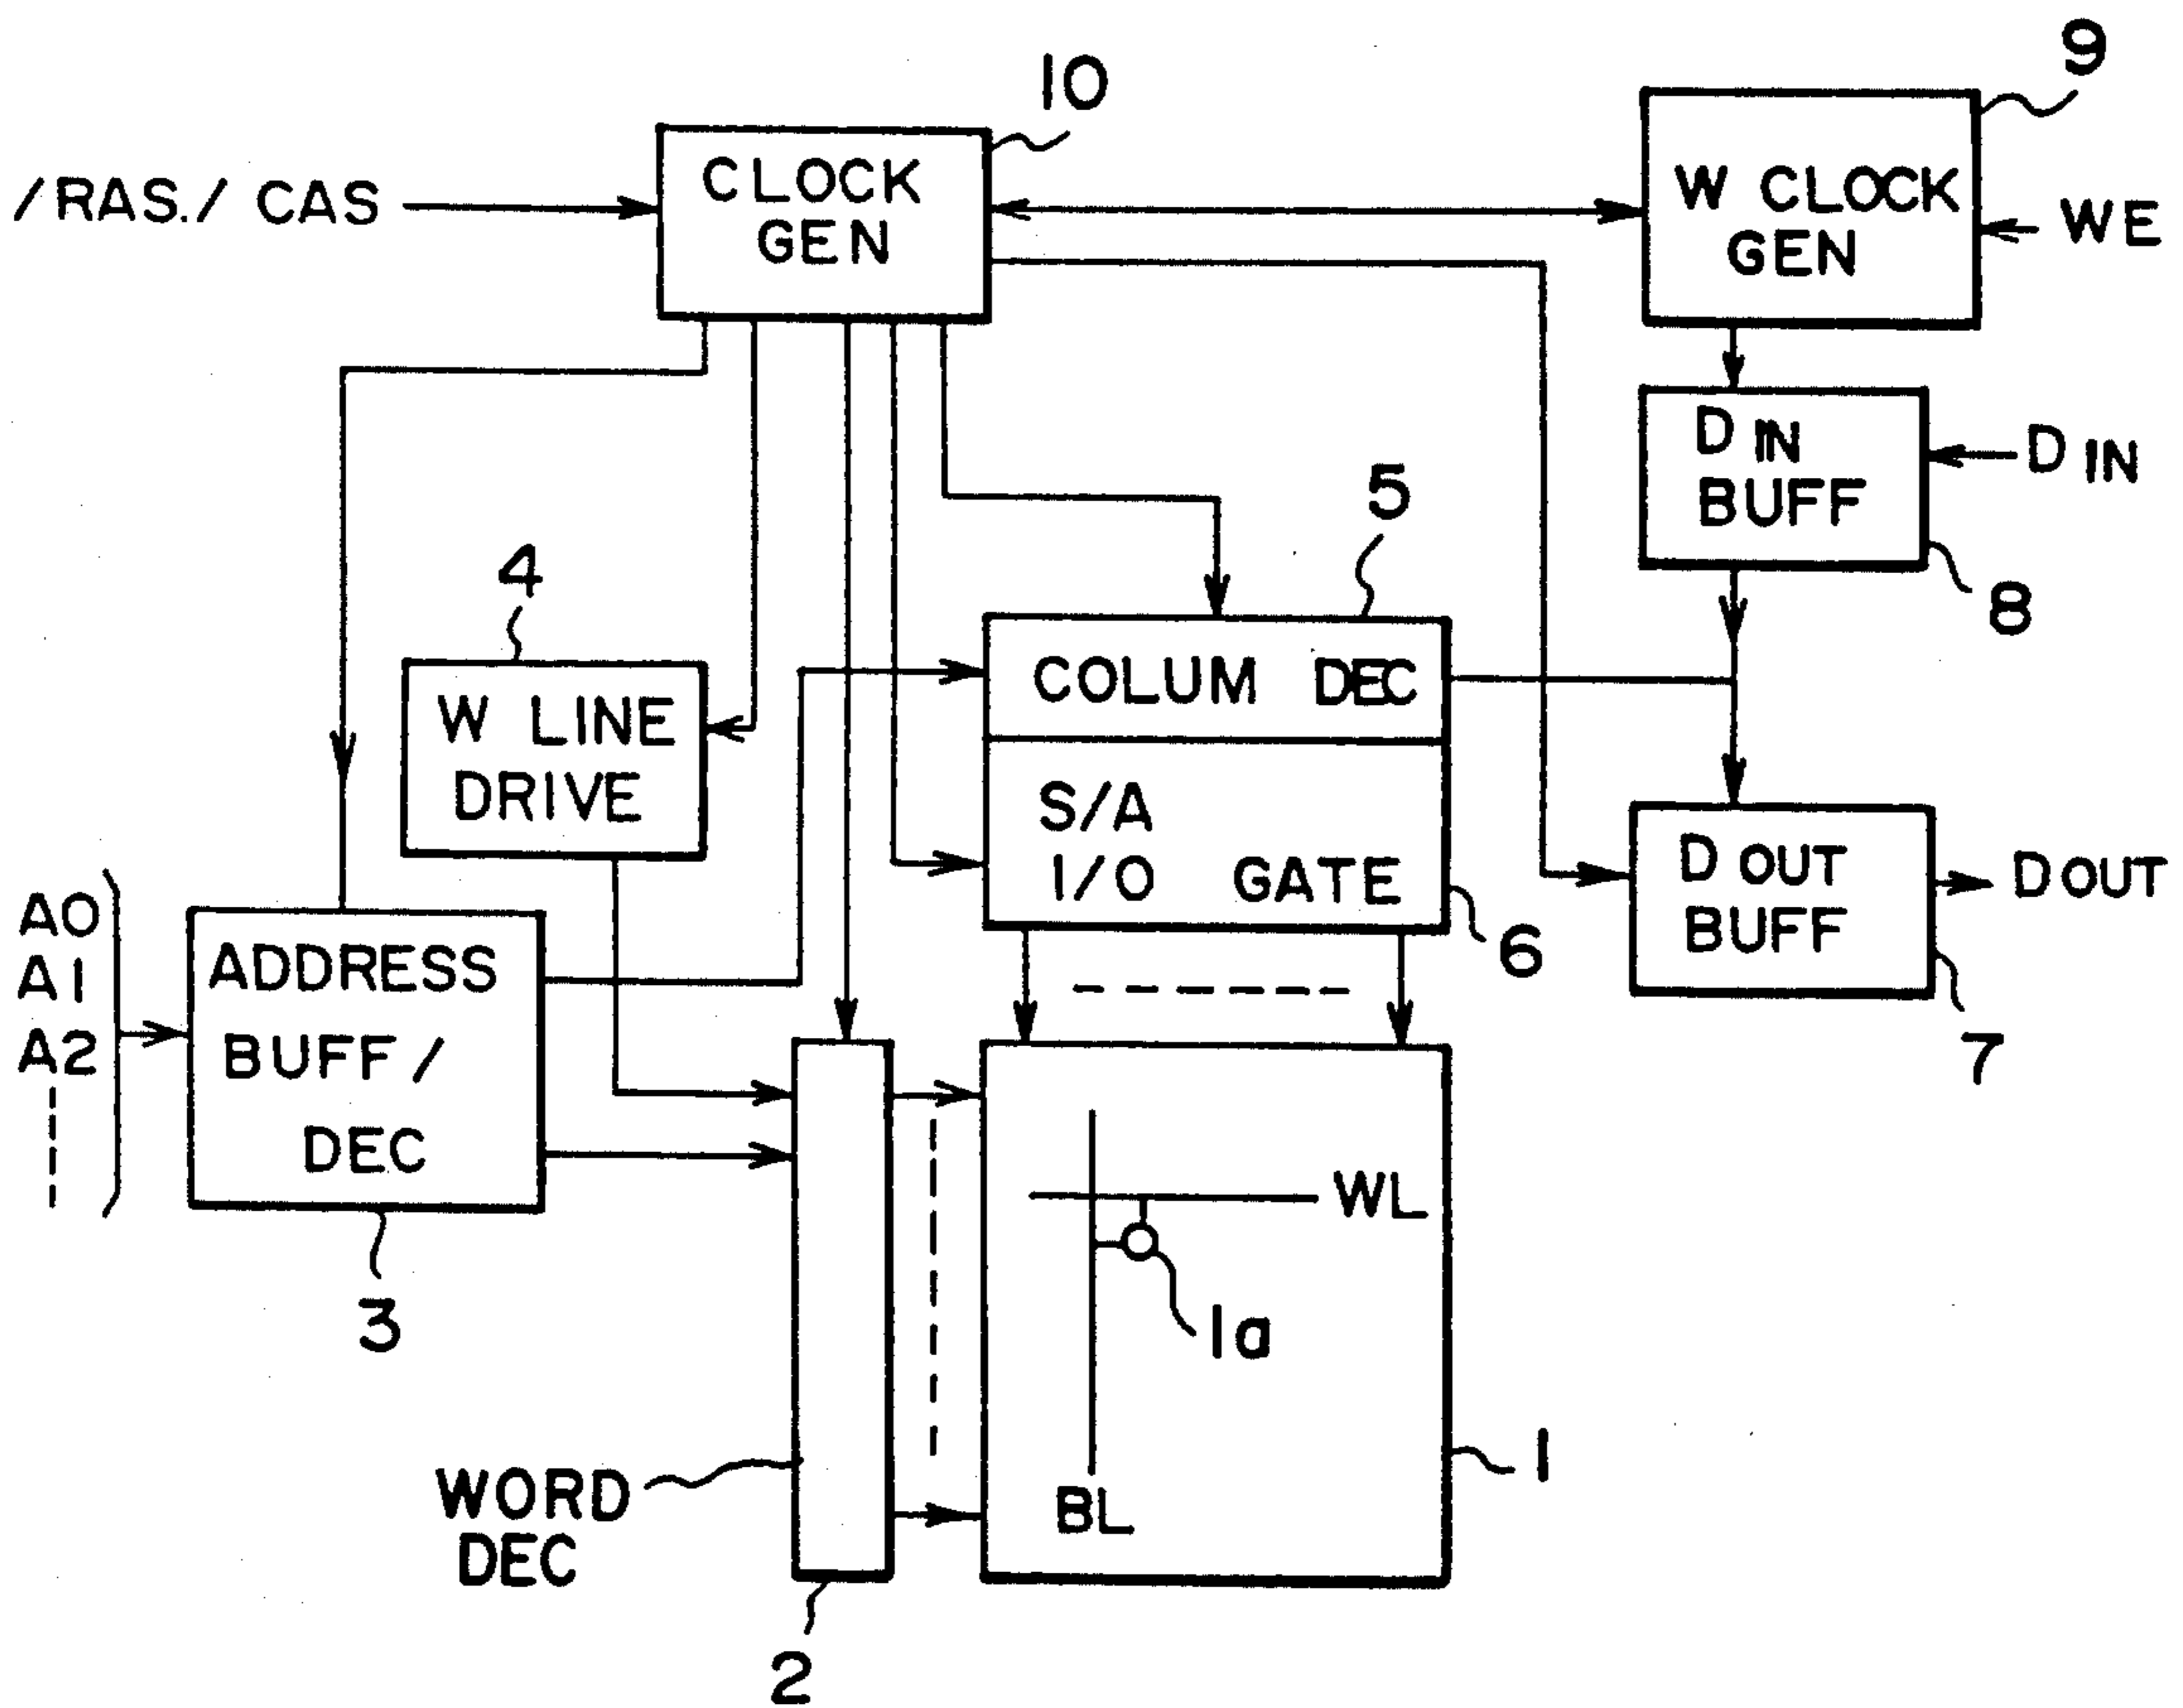 10
9
/RAS./ CAS
CLOCK
GEN
W CLOCK
GEN
WE
D IN
BUFF
D IN
8
5
4
W LINE
DRIVE
COLUM DEC
S/A
I/O GATE
6
D OUT
BUFF
D OUT
7
A0
A1
A2
ADDRESS
BUFF /
DEC
3
WL
1a
BL
1
WORD
DEC
2